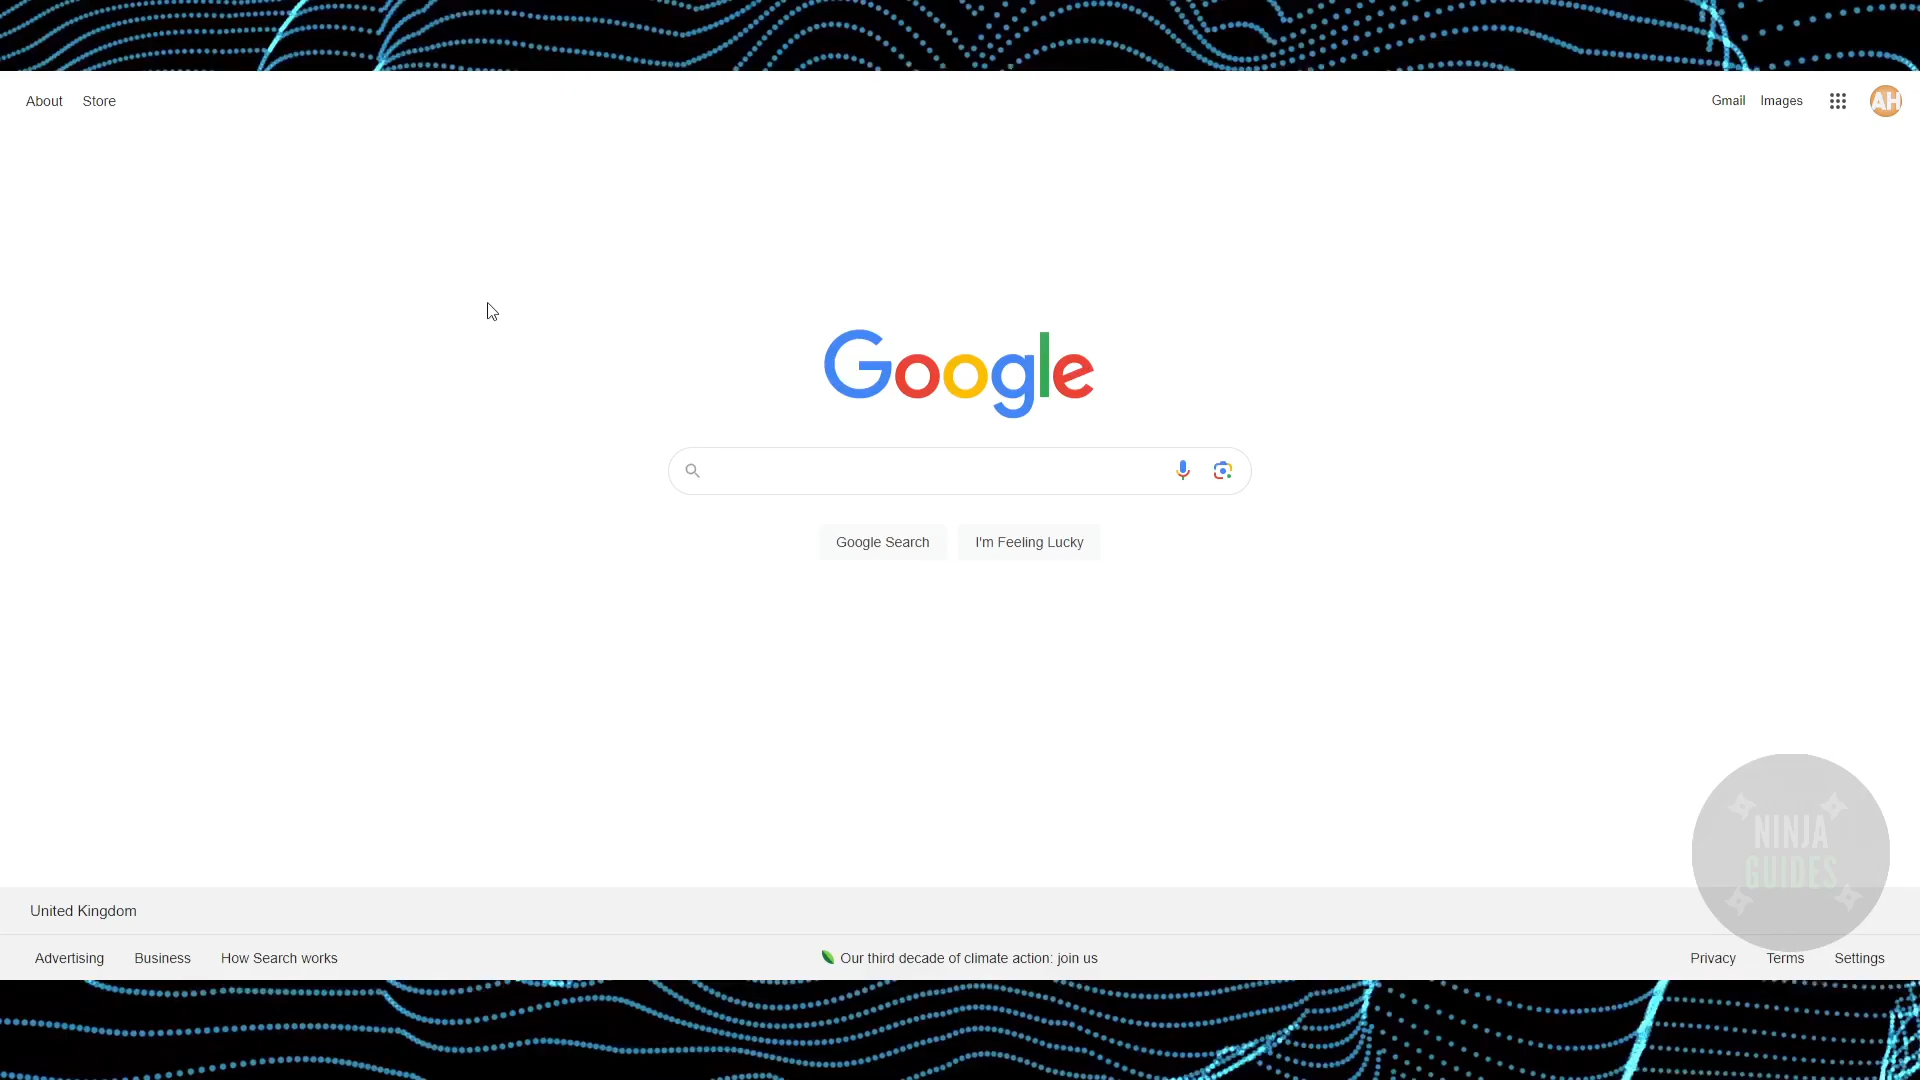 About Store
Gmail Images
AH
Google
Google Search I'm Feeling Lucky
NINJA
GUIDES
United Kingdom
Advertising Business How Search works
Our third decade of climate action: join us
Privacy Terms Settings